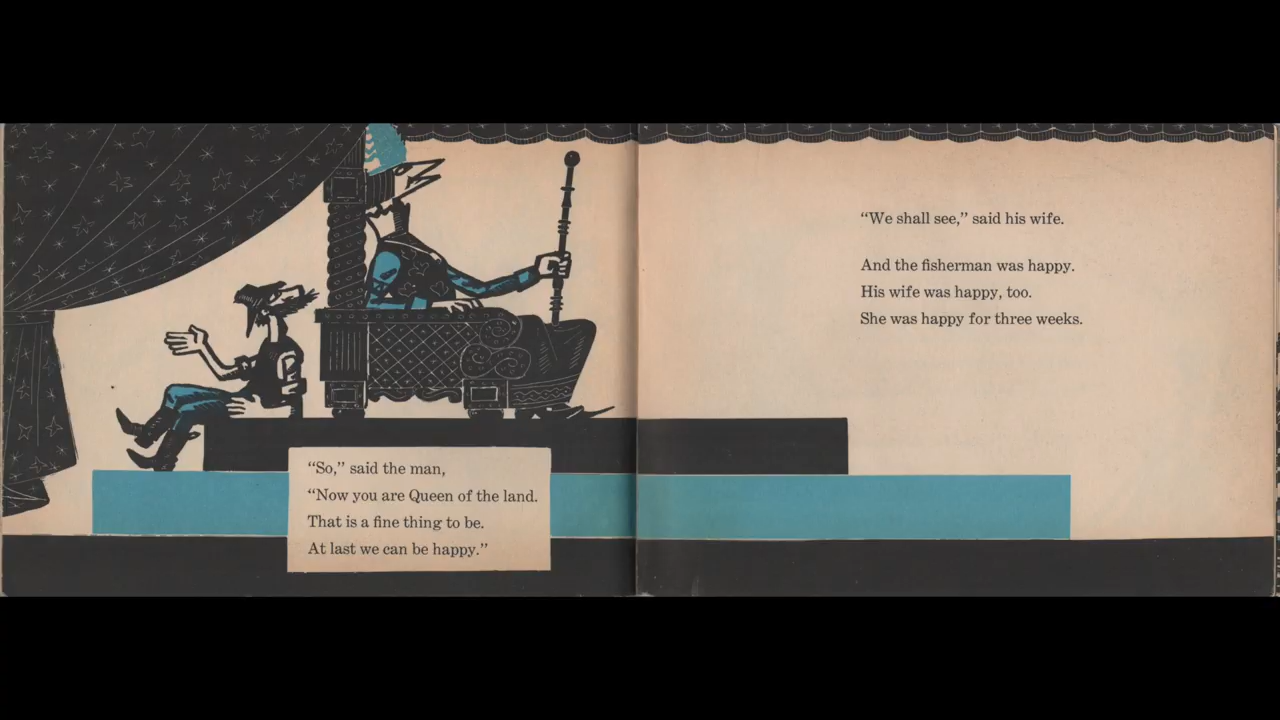 “So,” said the man,
“Now you are Queen of the land.
That is a fine thing to be.
At last we can be happy.”
“We shall see,” said his wife.
And the fisherman was happy.
His wife was happy, too.
She was happy for three weeks.